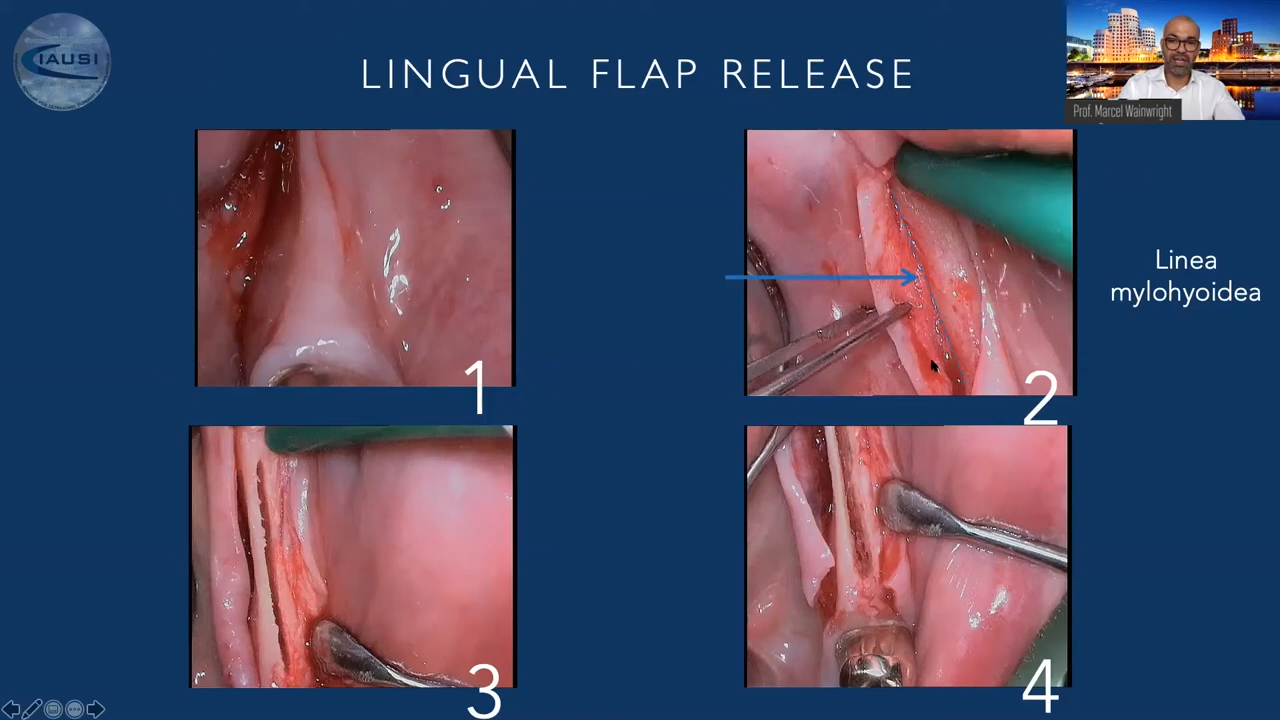 IAUSI
LINGUAL FLAP RELEASE
Prof. Marcel Wainwright
Linea
mylohyoidea
1
2
3
4